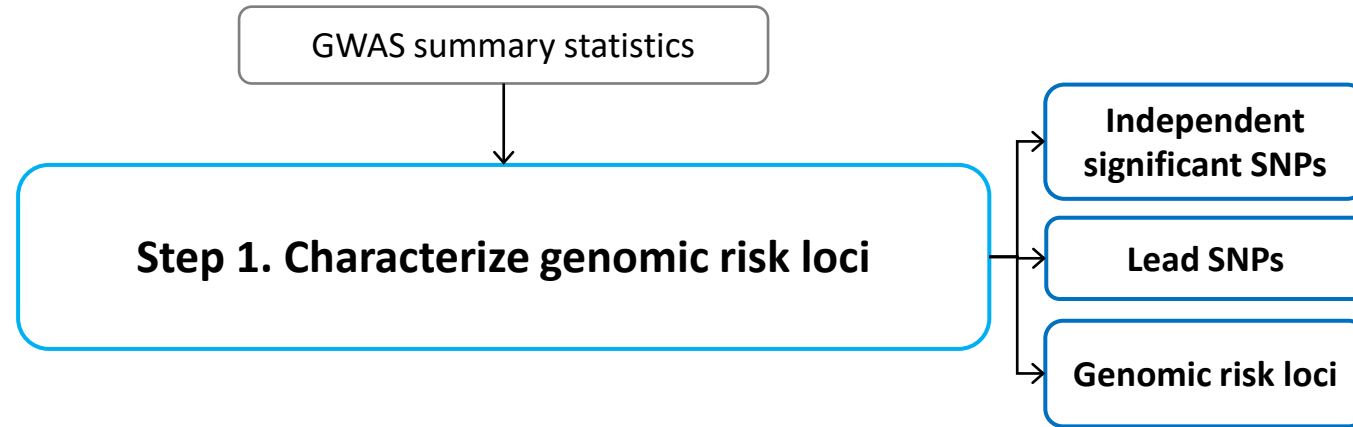 GWAS summary statistics
Step 1. Characterize genomic risk loci
Independent
significant SNPs
Lead SNPs
Genomic risk loci